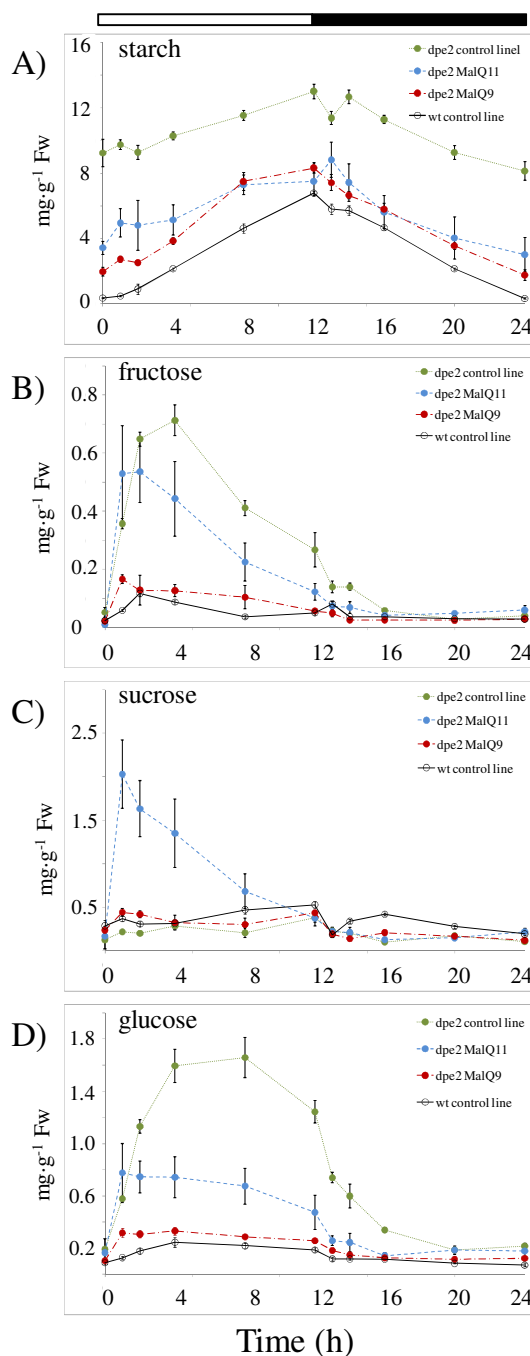 A)
starch
dpe2 control linel
dpe2 MalQ11
dpe2 MalQ9
wt control line
mg·g-1 Fw
16
12
8
4
0
0 4 8 12 16 20 24
B)
fructose
dpe2 control line
dpe2 MalQ11
dpe2 MalQ9
wt control line
mg·g-1 Fw
0.8
0.6
0.4
0.2
0
0 4 8 12 16 20 24
C)
sucrose
dpe2 control line
dpe2 MalQ11
dpe2 MalQ9
wt control line
mg·g-1 Fw
2.5
1.5
0.5
0 4 8 12 16 20 24
D)
glucose
dpe2 control line
dpe2 MalQ11
dpe2 MalQ9
wt control line
mg·g-1 Fw
1.8
1.4
1.0
0.6
0.2
0 4 8 12 16 20 24
Time (h)